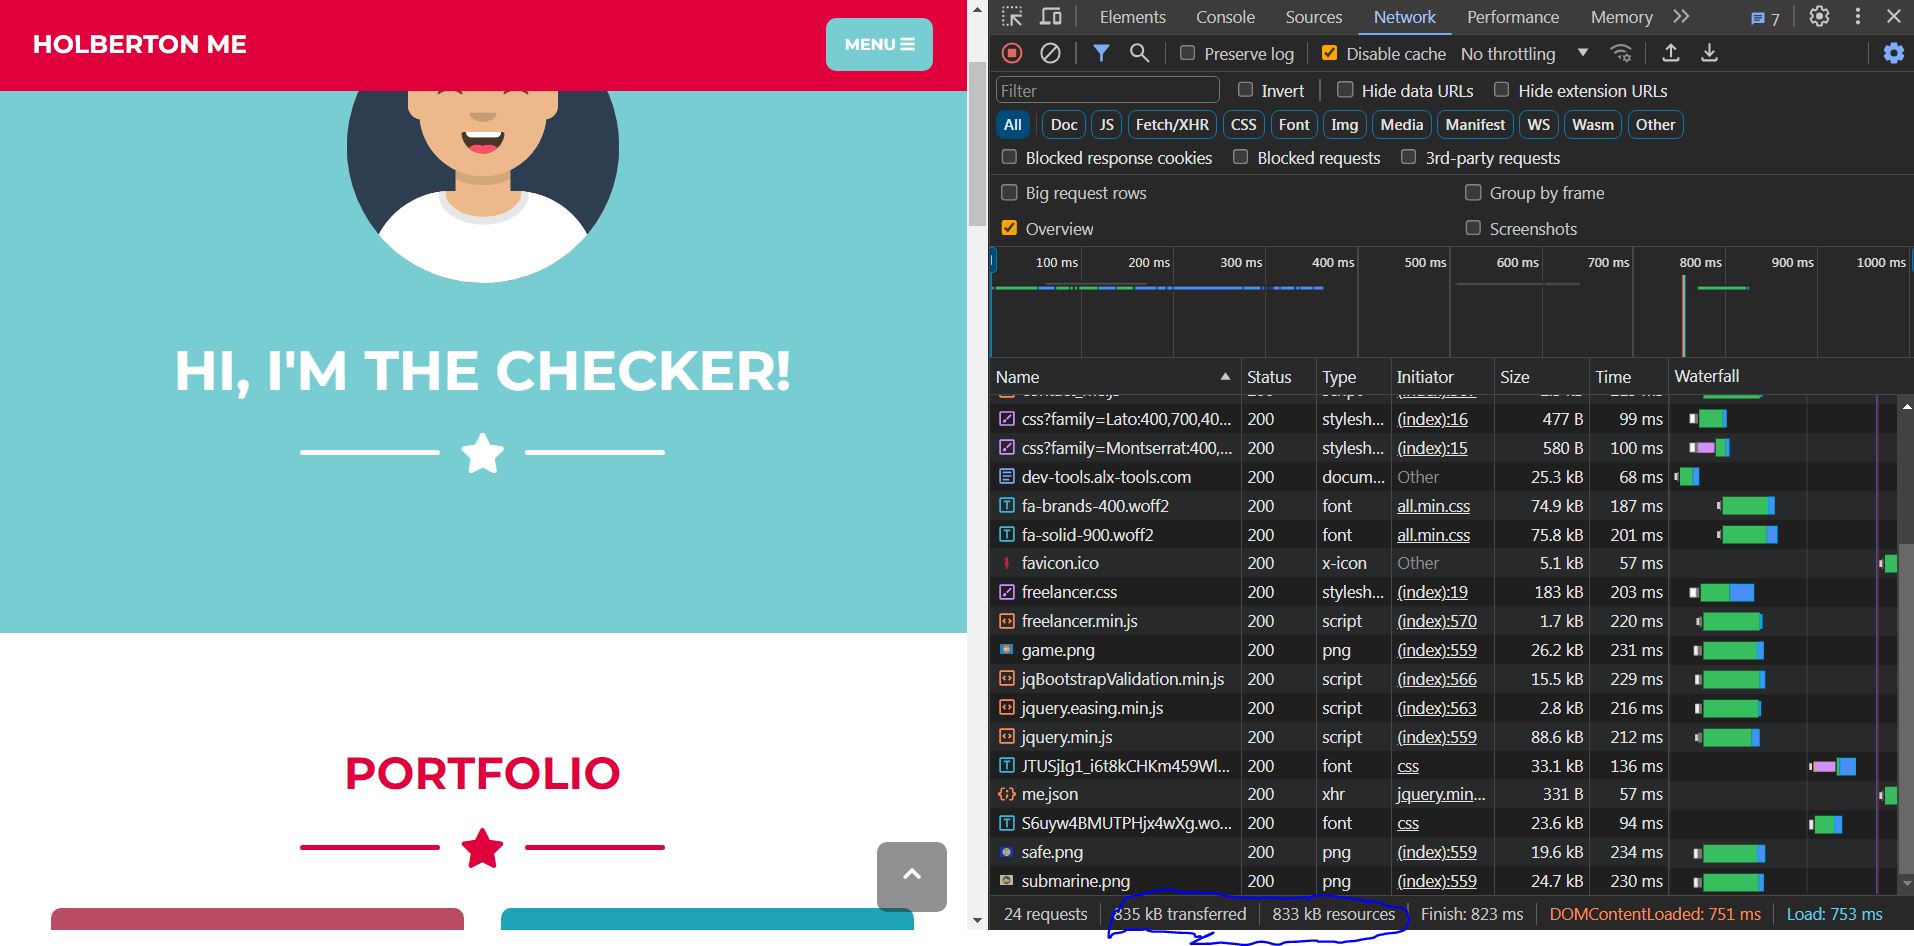 HOLBERTON ME
MENU
HI, I'M THE CHECKER!
PORTFOLIO
Elements Console Sources Network Performance Memory 7
Preserve log Disable cache No throttling
Filter Invert Hide data URLs Hide extension URLs
All Doc JS Fetch/XHR CSS Font Img Media Manifest WS Wasm Other
Blocked response cookies Blocked requests 3rd-party requests
Big request rows Group by frame
Overview Screenshots
100 ms 200 ms 300 ms 400 ms 500 ms 600 ms 700 ms 800 ms 900 ms 1000 ms
Name Status Type Initiator Size Time Waterfall
css?family=Lato:400,700,40... 200 stylesh... (index):16 477 B 99 ms
css?family=Montserrat:400,... 200 stylesh... (index):15 580 B 100 ms
dev-tools.alx-tools.com 200 docum... Other 25.3 kB 68 ms
fa-brands-400.woff2 200 font all.min.css 74.9 kB 187 ms
fa-solid-900.woff2 200 font all.min.css 75.8 kB 201 ms
favicon.ico 200 x-icon Other 5.1 kB 57 ms
freelancer.css 200 stylesh... (index):19 183 kB 203 ms
freelancer.min.js 200 script (index):570 1.7 kB 220 ms
game.png 200 png (index):559 26.2 kB 231 ms
jqBootstrapValidation.min.js 200 script (index):566 15.5 kB 229 ms
jquery.easing.min.js 200 script (index):563 2.8 kB 216 ms
jquery.min.js 200 script (index):559 88.6 kB 212 ms
JTUSjIg1_i6t8kCHKm459Wl... 200 font css 33.1 kB 136 ms
me.json 200 xhr jquery.min... 331 B 57 ms
S6uyw4BMUTPHjx4wXg.wo... 200 font css 23.6 kB 94 ms
safe.png 200 png (index):559 19.6 kB 234 ms
submarine.png 200 png (index):559 24.7 kB 230 ms
24 requests 835 kB transferred 833 kB resources Finish: 823 ms DOMContentLoaded: 751 ms Load: 753 ms